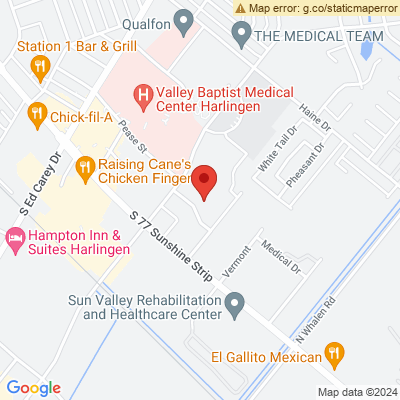 Map error: g.co/staticmaperror
Qualfon
THE MEDICAL TEAM
Station 1 Bar & Grill
H
Valley Baptist Medical
Center Harlingen
Chick-fil-A
Haine Dr
Pease St
White Tail Dr
Raising Cane's
Chicken Finger
Pheasant Dr
S Ed Carey Dr
S 77 Sunshine Strip
Hampton Inn &
Suites Harlingen
Vermont
Medical Dr
Sun Valley Rehabilitation
and Healthcare Center
N Whalen Rd
El Gallito Mexican
Google
Map data ©2024